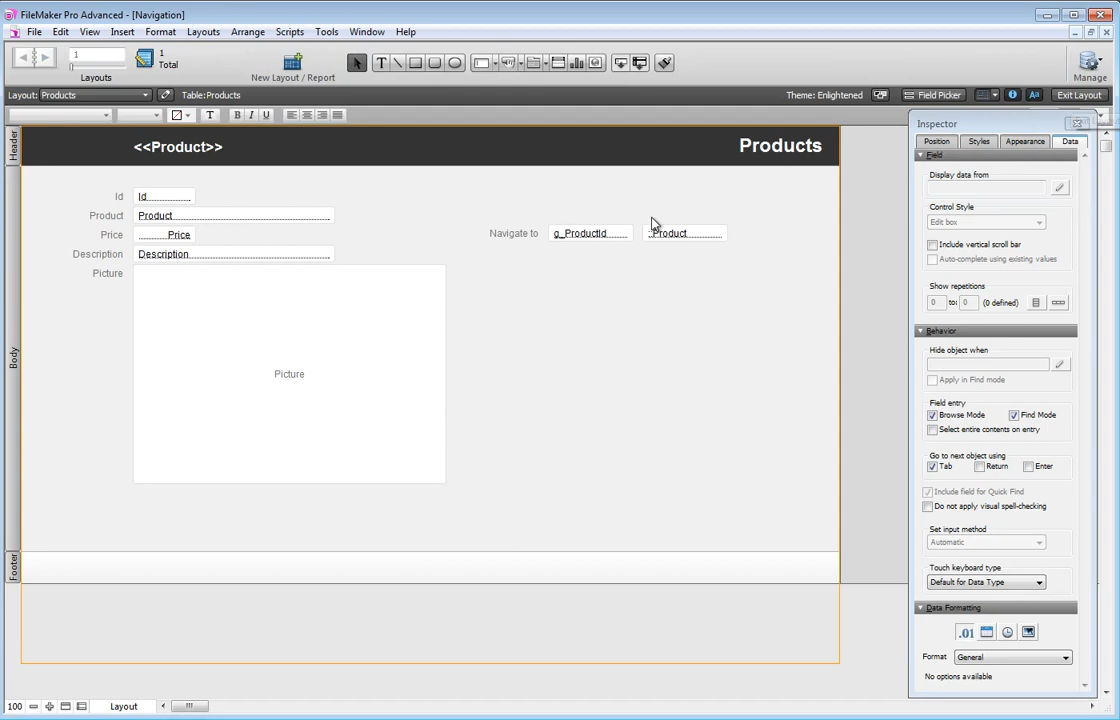 FileMaker Pro Advanced - [Navigation]
File Edit View Insert Format Layouts Arrange Scripts Tools Window Help
1
1
Total
Layouts
New Layout / Report
Manage
Layout: Products
Table:Products
Theme: Enlightened
Field Picker
Aa
Exit Layout
T B I U
Header
<<Product>>
Products
Id Id
Product Product
Price Price
Navigate to g_ProductId ::Product
Description Description
Picture
Picture
Body
Footer
Inspector
Position Styles Appearance Data
Field
Display data from
Control Style
Edit box
Include vertical scroll bar
Auto-complete using existing values
Show repetitions
0 to: 0 (0 defined)
Behavior
Hide object when
Apply in Find mode
Field entry
Browse Mode Find Mode
Select entire contents on entry
Go to next object using
Tab Return Enter
Include field for Quick Find
Do not apply visual spell-checking
Set input method
Automatic
Touch keyboard type
Default for Data Type
Data Formatting
.01
Format General
No options available
100
Layout